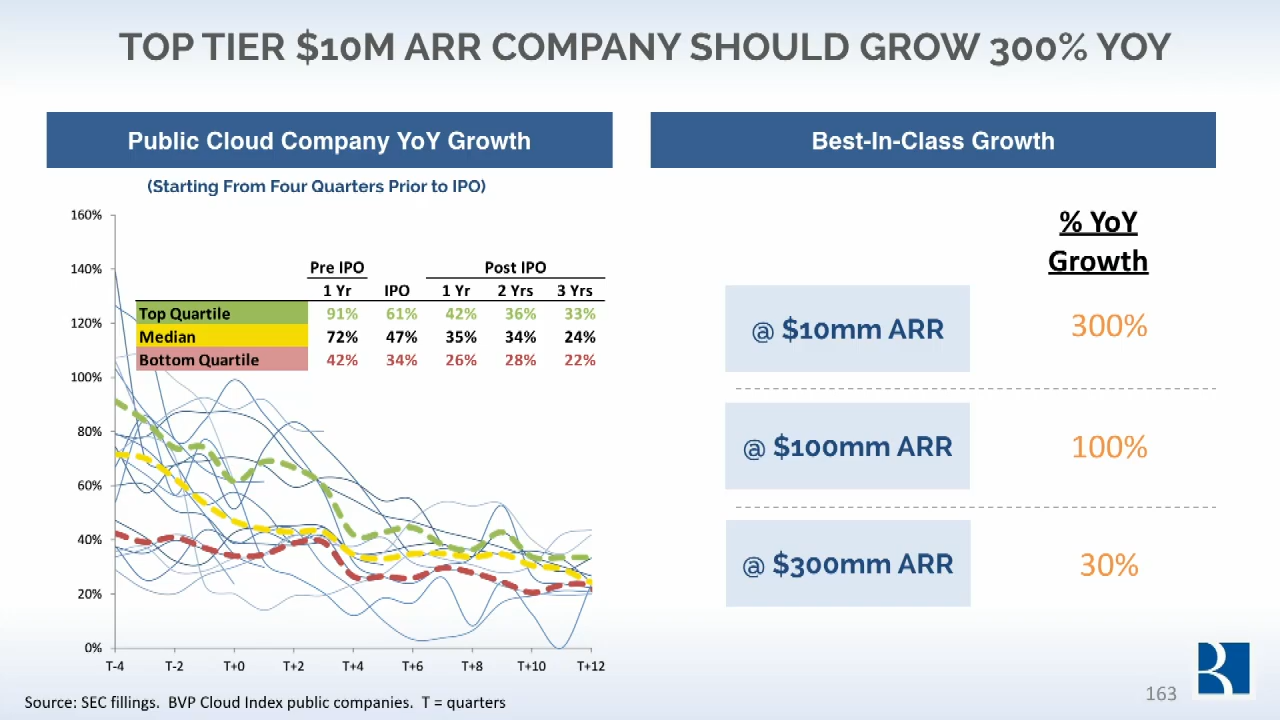 TOP TIER $10M ARR COMPANY SHOULD GROW 300% YOY
Public Cloud Company YoY Growth
(Starting From Four Quarters Prior to IPO)
160%
140%
120%
100%
80%
60%
40%
20%
0%
Pre IPO Post IPO
1 Yr IPO 1 Yr 2 Yrs 3 Yrs
Top Quartile 91% 61% 42% 36% 33%
Median 72% 47% 35% 34% 24%
Bottom Quartile 42% 34% 26% 28% 22%
T-4 T-2 T+0 T+2 T+4 T+6 T+8 T+10 T+12
Best-In-Class Growth
% YoY
Growth
@ $10mm ARR 300%
@ $100mm ARR 100%
@ $300mm ARR 30%
Source: SEC fillings. BVP Cloud Index public companies. T = quarters
163